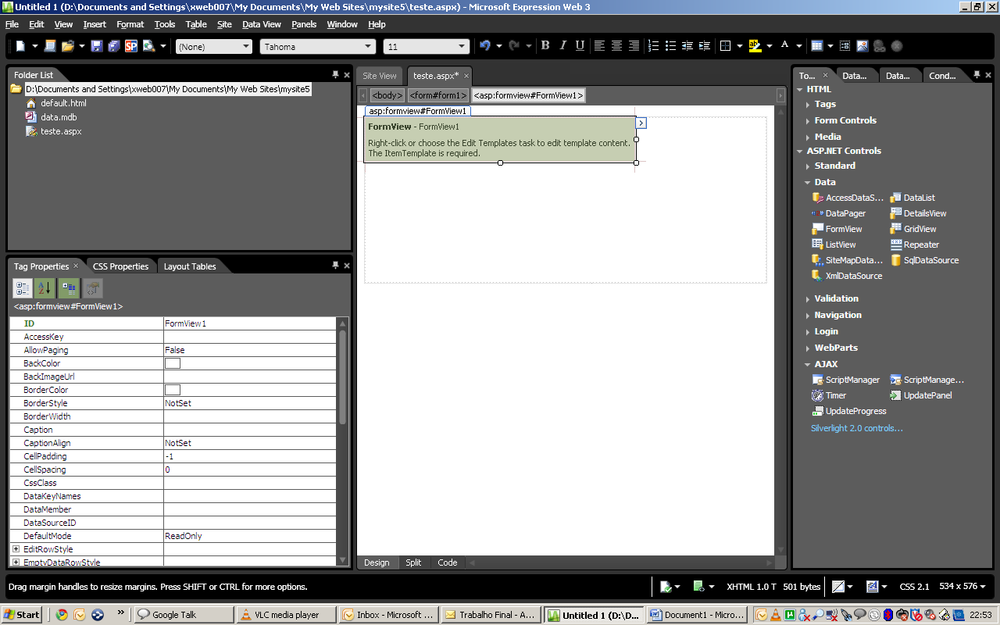 Untitled 1 (D:\Documents and Settings\xweb007\My Documents\My Web Sites\mysite5\teste.aspx) - Microsoft Expression Web 3
File Edit View Insert Format Tools Table Site Data View Panels Window Help
SP (None) Tahoma 11 B I U A
Folder List
D:\Documents and Settings\xweb007\My Documents\My Web Sites\mysite5
default.html
data.mdb
teste.aspx
Tag Properties CSS Properties Layout Tables
<asp:formview#FormView1>
ID FormView1
AccessKey
AllowPaging False
BackColor
BackImageUrl
BorderColor
BorderStyle NotSet
BorderWidth
Caption
CaptionAlign NotSet
CellPadding -1
CellSpacing 0
CssClass
DataKeyNames
DataMember
DataSourceID
DefaultMode ReadOnly
EditRowStyle
EmptyDataRowStyle
Site View teste.aspx*
<body> <form#form1> <asp:formview#FormView1>
asp:formview#FormView1
FormView - FormView1
Right-click or choose the Edit Templates task to edit template content.
The ItemTemplate is required.
Design Split Code
To... Data... Data... Cond...
HTML
Tags
Form Controls
Media
ASP.NET Controls
Standard
Data
AccessDataS... DataList
DataPager DetailsView
FormView GridView
ListView Repeater
SiteMapData... SqlDataSource
XmlDataSource
Validation
Navigation
Login
WebParts
AJAX
ScriptManager ScriptManage...
Timer UpdatePanel
UpdateProgress
Silverlight 2.0 controls...
Drag margin handles to resize margins. Press SHIFT or CTRL for more options.
XHTML 1.0 T 501 bytes CSS 2.1 534 x 576
Start » Google Talk VLC media player Inbox - Microsoft ... Trabalho Final - A... Untitled 1 (D:\D... Document1 - Micro... 22:53